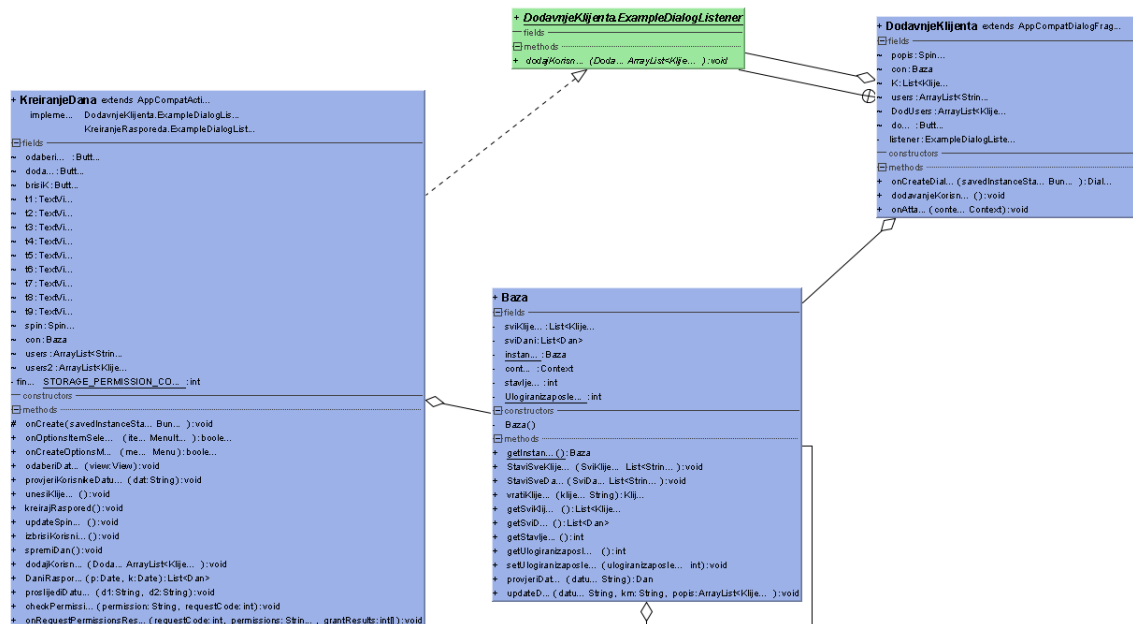 + DodavnjeKlijenta.ExampleDialogListener
fields
methods
+ dodajKorisn... (Doda... ArrayList<Klije... ):void
+ DodavnjeKlijenta extends AppCompatDialogFrag...
fields
~ popis:Spin...
~ con:Baza
~ K:List<Klije...
~ users:ArrayList<Strin...
~ DodUsers:ArrayList<Klije...
~ do... :Butt...
- listener:ExampleDialogListe...
constructors
methods
+ onCreateDial... (savedInstanceSta... Bun... ):Dial...
+ dodavanjeKorisn... ():void
+ onAtta... (conte... Context):void
+ KreiranjeDana extends AppCompatActi...
impleme... DodavnjeKlijenta.ExampleDialogLis...
KreiranjeRasporeda.ExampleDialogList...
fields
~ odaberi... :Butt...
~ doda... :Butt...
~ brisiK:Butt...
~ t1:TextVi...
~ t2:TextVi...
~ t3:TextVi...
~ t4:TextVi...
~ t5:TextVi...
~ t6:TextVi...
~ t7:TextVi...
~ t8:TextVi...
~ t9:TextVi...
~ spin:Spin...
~ con:Baza
~ users:ArrayList<Strin...
~ users2:ArrayList<Klije...
- fin... STORAGE_PERMISSION_CO... :int
constructors
methods
# onCreate(savedInstanceSta... Bun... ):void
+ onOptionsItemSele... (ite... MenuIt... ):boole...
+ onCreateOptionsM... (me... Menu):boole...
+ odaberiDat... (view:View):void
+ provjeriKorisnikeDatu... (dat:String):void
+ unesiKlije... ():void
+ kreirajRaspored():void
+ updateSpin... ():void
+ izbrisiKorisni... ():void
+ spremiDan():void
+ dodajKorisn... (Doda... ArrayList<Klije... ):void
+ DaniRaspor... (p:Date, k:Date):List<Dan>
+ proslijediDatu... (d1:String, d2:String):void
+ checkPermissi... (permission:String, requestCode:int):void
+ onRequestPermissionsRes... (requestCode:int, permissions:Strin... , grantResults:int[]):void
+ Baza
fields
- sviKlije... :List<Klije...
- sviDani:List<Dan>
- instan... :Baza
- cont... :Context
- stavlje... :int
- Ulogiranizaposle... :int
constructors
- Baza()
methods
+ getInstan... ():Baza
+ StaviSveKlije... (SviKlije... List<Strin... ):void
+ StaviSveDa... (SviDa... List<Strin... ):void
+ vratiKlije... (klije... String):Klij...
+ getSviKlij... ():List<Klije...
+ getSviD... ():List<Dan>
+ getStavlje... ():int
+ getUlogiranizaposl... ():int
+ setUlogiranizaposle... (ulogiranizaposle... int):void
+ provjeriDat... (datu... String):Dan
+ updateD... (datu... String, km:String, popis:ArrayList<Klije... ):void